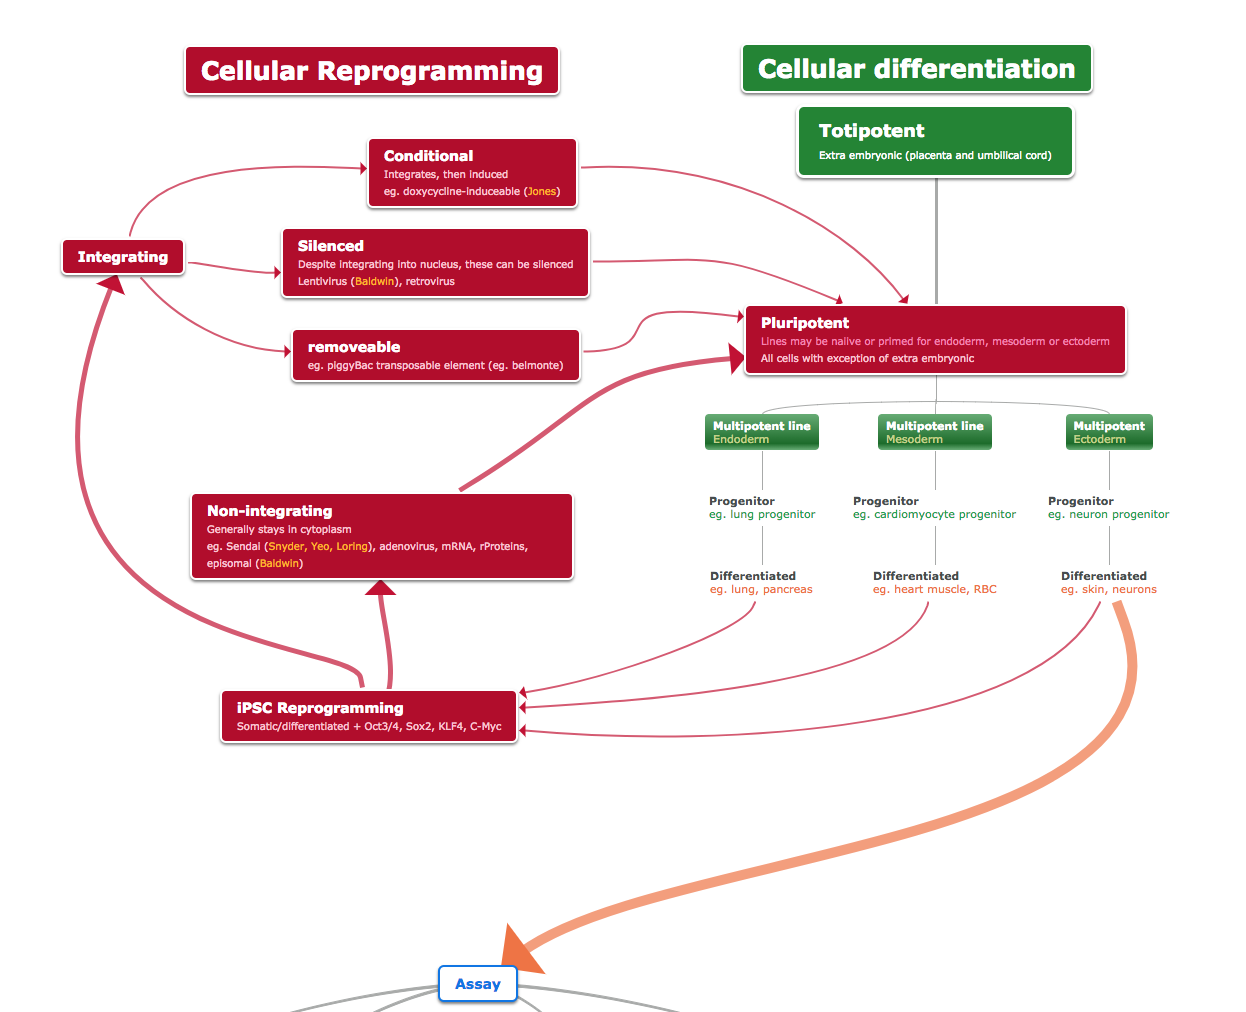 Cellular Reprogramming
Cellular differentiation
Totipotent
Extra embryonic (placenta and umbilical cord)
Conditional
Integrates, then induced
eg. doxycycline-induceable (Jones)
Integrating
Silenced
Despite integrating into nucleus, these can be silenced
Lentivirus (Baldwin), retrovirus
removeable
eg. piggyBac transposable element (eg. belmonte)
Pluripotent
Lines may be naiive or primed for endoderm, mesoderm or ectoderm
All cells with exception of extra embryonic
Multipotent line
Endoderm
Multipotent line
Mesoderm
Multipotent
Ectoderm
Progenitor
eg. lung progenitor
Progenitor
eg. cardiomyocyte progenitor
Progenitor
eg. neuron progenitor
Non-integrating
Generally stays in cytoplasm
eg. Sendai (Snyder, Yeo, Loring), adenovirus, mRNA, rProteins,
episomal (Baldwin)
Differentiated
eg. lung, pancreas
Differentiated
eg. heart muscle, RBC
Differentiated
eg. skin, neurons
iPSC Reprogramming
Somatic/differentiated + Oct3/4, Sox2, KLF4, C-Myc
Assay